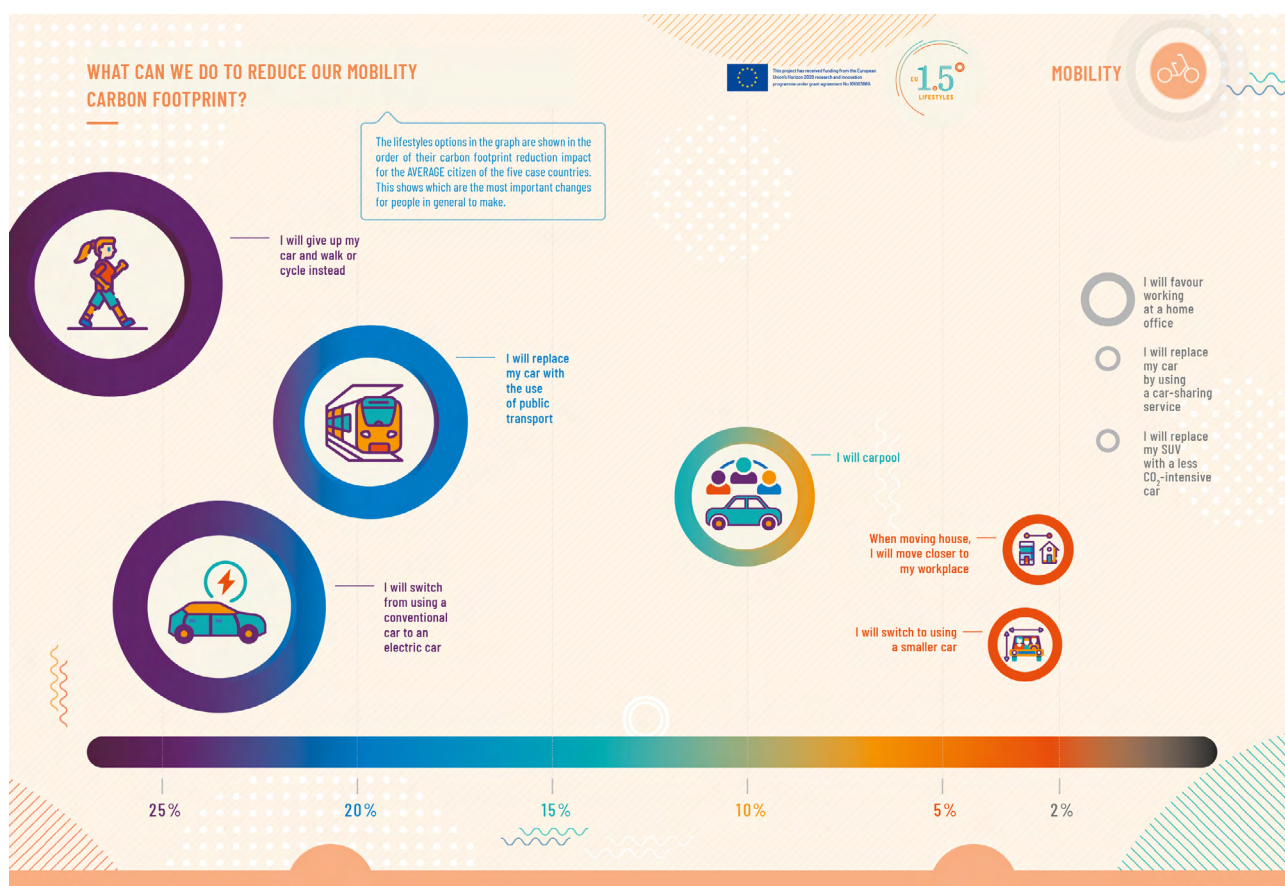 WHAT CAN WE DO TO REDUCE OUR MOBILITY
CARBON FOOTPRINT?
This project has received funding from the European
Union's Horizon 2020 research and innovation
programme under grant agreement No
EU
1.5°
LIFESTYLES
MOBILITY
The lifestyles options in the graph are shown in the
order of their carbon footprint reduction impact
for the AVERAGE citizen of the five case countries.
This shows which are the most important changes
for people in general to make.
I will give up my
car and walk or
cycle instead
I will replace
my car with
the use
of public
transport
I will switch
from using a
conventional
car to an
electric car
I will carpool
When moving house,
I will move closer to
my workplace
I will switch to using
a smaller car
I will favour
working
at a home
office
I will replace
my car
by using
a car-sharing
service
I will replace
my SUV
with a less
CO₂-intensive
car
25%
20%
15%
10%
5%
2%